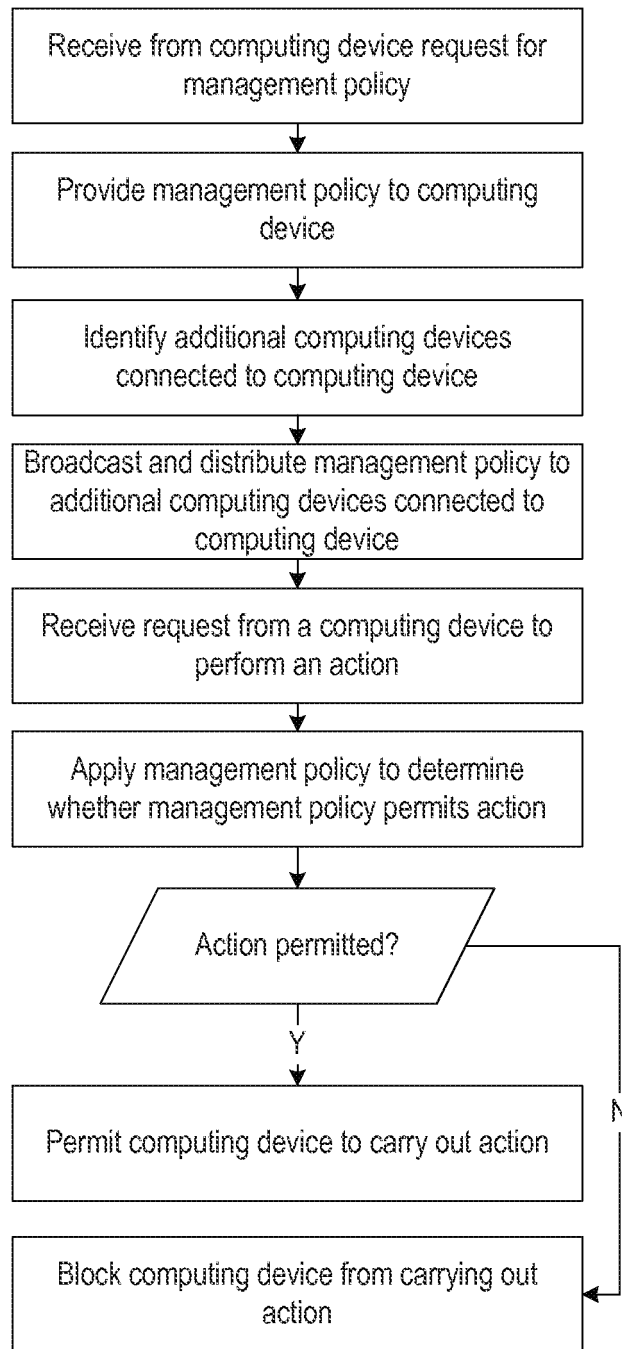 Receive from computing device request for
management policy
Provide management policy to computing
device
Identify additional computing devices
connected to computing device
Broadcast and distribute management policy to
additional computing devices connected to
computing device
Receive request from a computing device to
perform an action
Apply management policy to determine
whether management policy permits action
Action permitted?
Y
N
Permit computing device to carry out action
Block computing device from carrying out
action